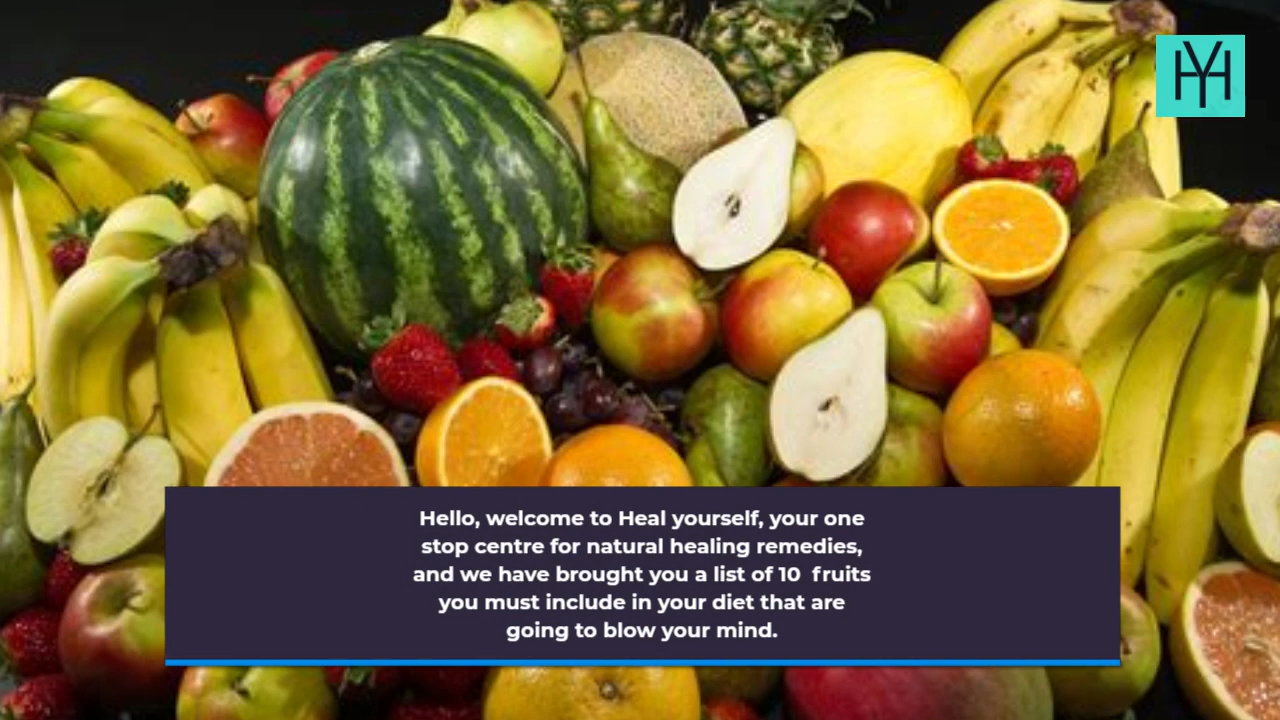 YH
Hello, welcome to Heal yourself, your one
stop centre for natural healing remedies,
and we have brought you a list of 10  fruits
you must include in your diet that are
going to blow your mind.